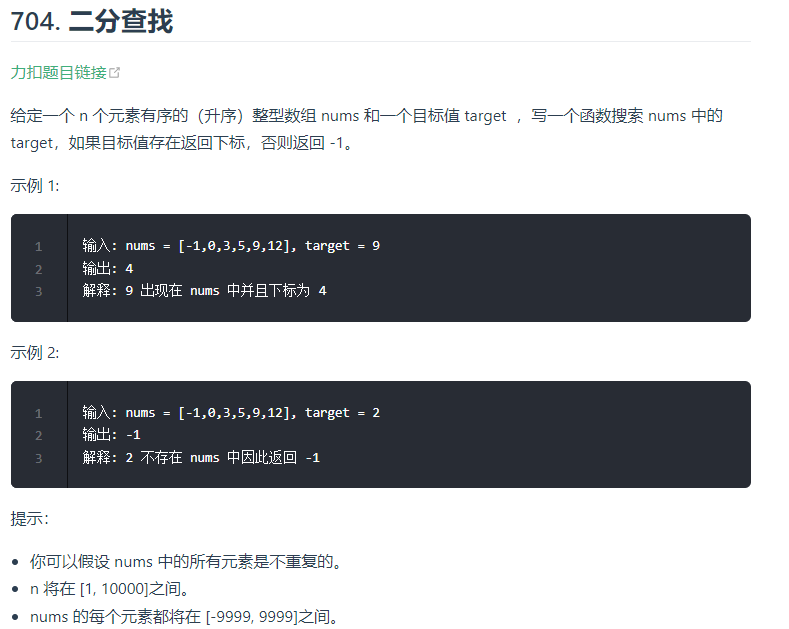 704. 二分查找
力扣题目链接
给定一个 n 个元素有序的（升序）整型数组 nums 和一个目标值 target ，写一个函数搜索 nums 中的
target，如果目标值存在返回下标，否则返回 -1。
示例 1:
1 输入: nums = [-1,0,3,5,9,12], target = 9
2 输出: 4
3 解释: 9 出现在 nums 中并且下标为 4
示例 2:
1 输入: nums = [-1,0,3,5,9,12], target = 2
2 输出: -1
3 解释: 2 不存在 nums 中因此返回 -1
提示：
• 你可以假设 nums 中的所有元素是不重复的。
• n 将在 [1, 10000]之间。
• nums 的每个元素都将在 [-9999, 9999]之间。